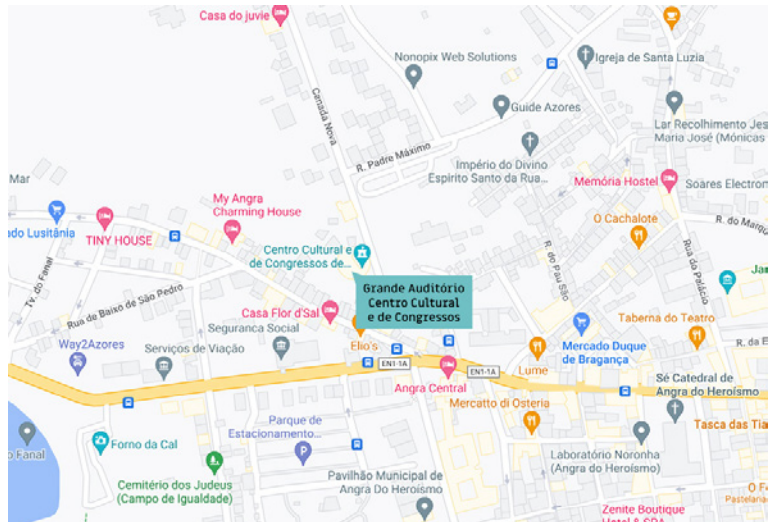 Casa do juvie
Nonopix Web Solutions
Igreja de Santa Luzia
Canada Nova
Guide Azores
Lar Recolhimento Jes
Maria José (Mónicas
R. Padre Máximo
Império do Divino
Espírito Santo da Rua...
Mar
My Angra
Charming House
Memória Hostel
Soares Electron
ado Lusitânia
TINY HOUSE
O Cachalote
R. do Marqu
Centro Cultural e
de Congressos de...
R. do Pau São
Rua do Palácio
Jar
Tv. do Fanal
Rua de Baixo de São Pedro
Grande Auditório
Centro Cultural
e de Congressos
Casa Flor d'Sal
Taberna do Teatro
Segurança Social
Mercado Duque
de Bragança
R. da E
Way2Azores
Serviços de Viação
Elio's
Lume
EN1-1A
EN1-1A
Angra Central
Sé Catedral de
Angra do Heroísmo
Mercatto di Osteria
Parque de
Estacionamento...
Tasca das Tia
Forno da Cal
o Fanal
Laboratório Noronha
(Angra do Heroísmo)
Cemitério dos Judeus
(Campo de Igualdade)
Pavilhão Municipal de
Angra Do Heroísmo
O F
Pastelaria
Zenite Boutique
Hotel & SPA